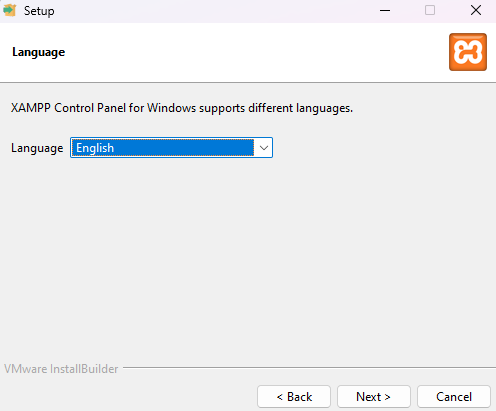 Setup
Language
XAMPP Control Panel for Windows supports different languages.
Language English
VMware InstallBuilder
< Back Next > Cancel